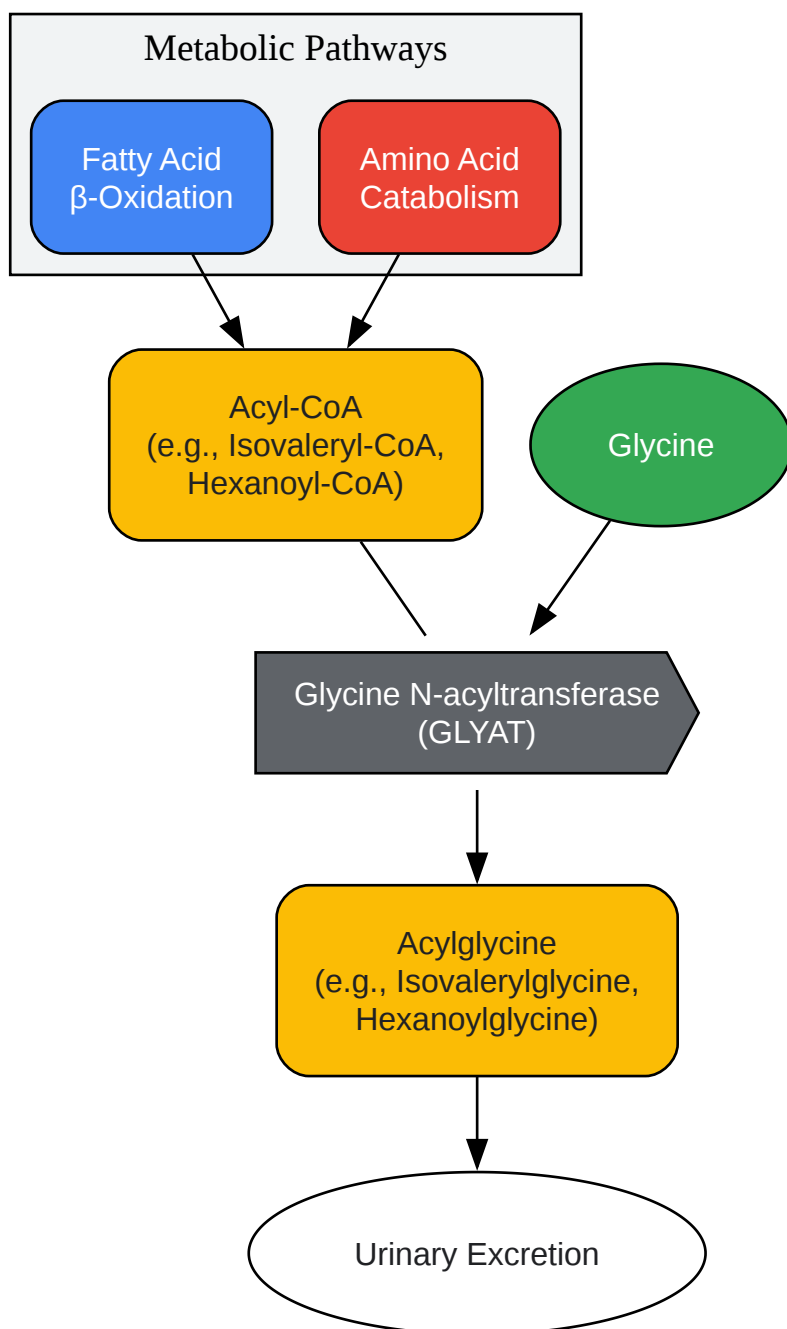 Metabolic Pathways
Fatty Acid
β-Oxidation
Amino Acid
Catabolism
Acyl-CoA
(e.g., Isovaleryl-CoA,
Hexanoyl-CoA)
Glycine
Glycine N-acyltransferase
(GLYAT)
Acylglycine
(e.g., Isovalerylglycine,
Hexanoylglycine)
Urinary Excretion